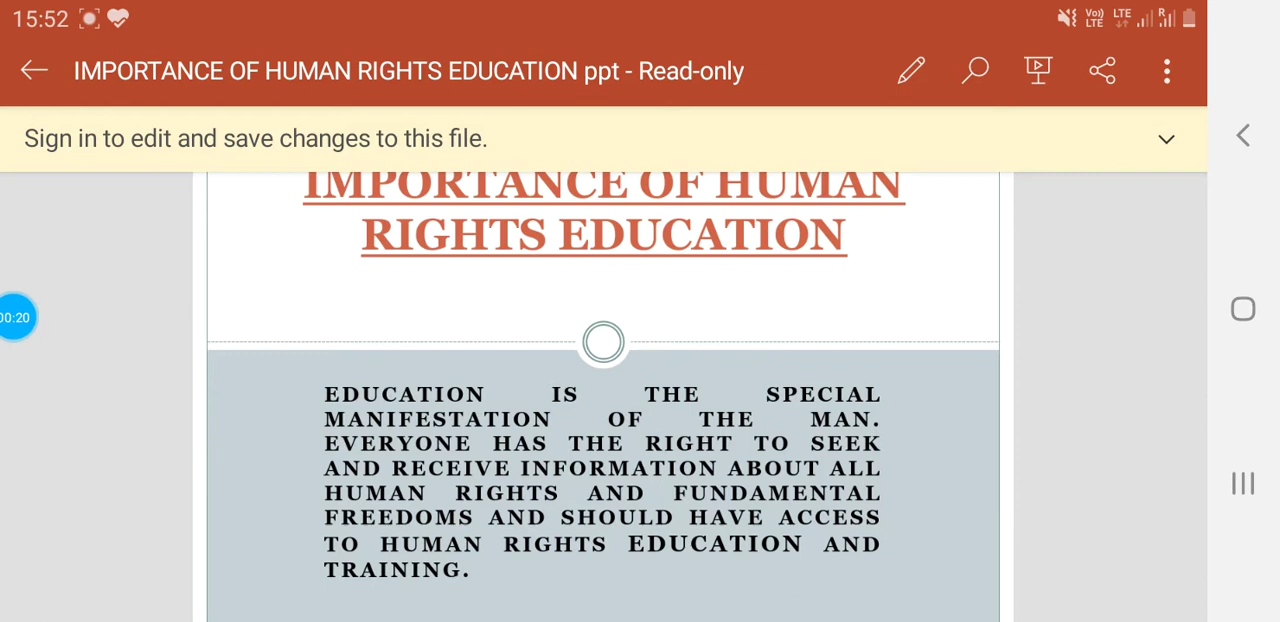 15:52
Vo)) LTE LTE R
IMPORTANCE OF HUMAN RIGHTS EDUCATION ppt - Read-only
Sign in to edit and save changes to this file.
IMPORTANCE OF HUMAN
RIGHTS EDUCATION
00:20
EDUCATION IS THE SPECIAL
MANIFESTATION OF THE MAN.
EVERYONE HAS THE RIGHT TO SEEK
AND RECEIVE INFORMATION ABOUT ALL
HUMAN RIGHTS AND FUNDAMENTAL
FREEDOMS AND SHOULD HAVE ACCESS
TO HUMAN RIGHTS EDUCATION AND
TRAINING.